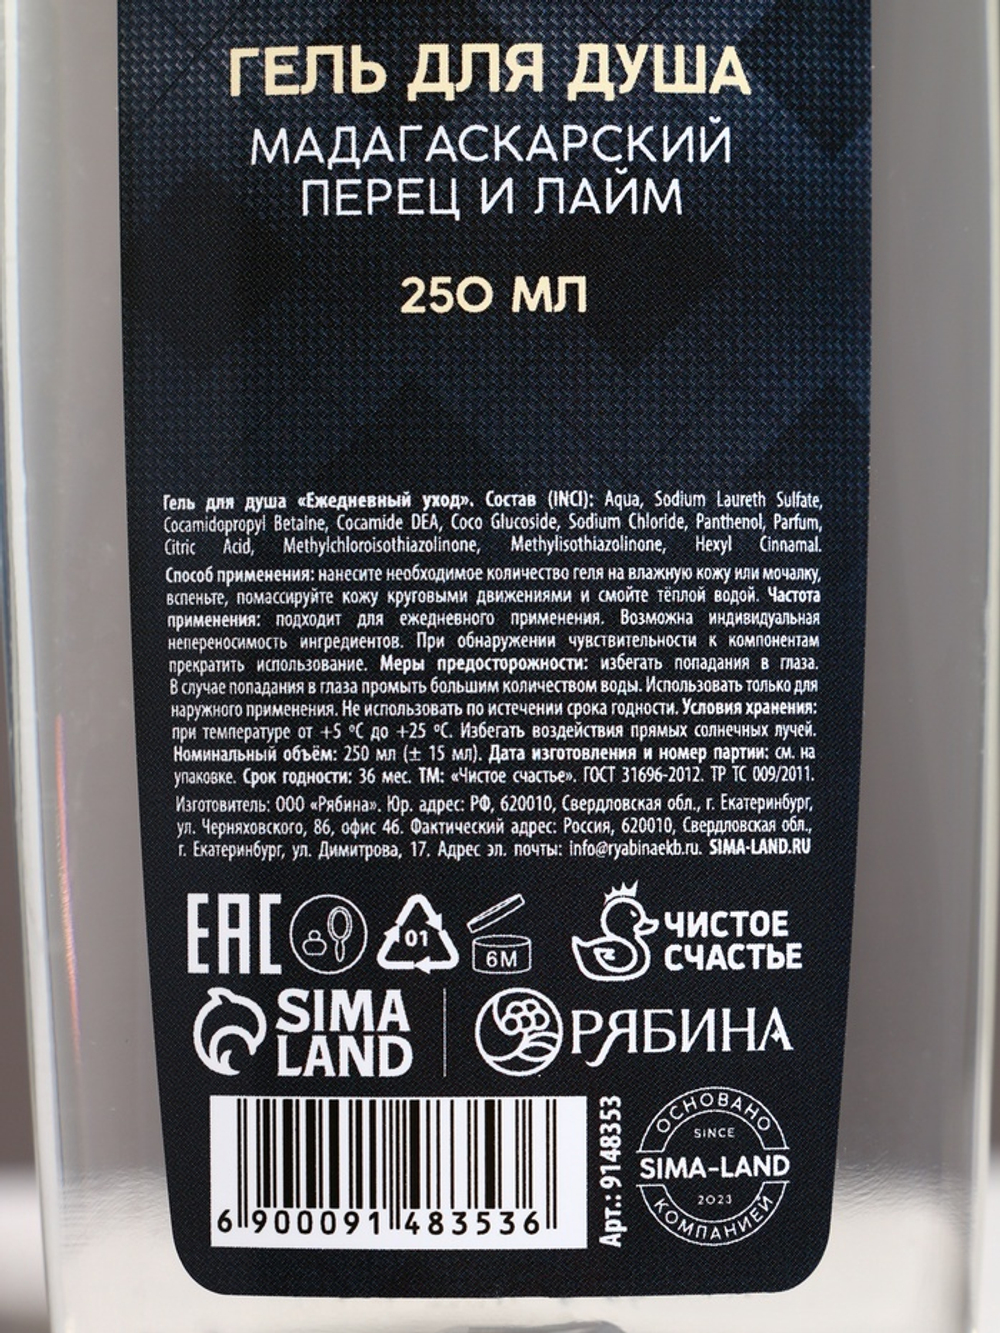 ГЕЛЬ ДЛЯ ДУША
МАДАГАСКАРСКИЙ
ПЕРЕЦ И ЛАЙМ
250 МЛ
Гель для душа «Ежедневный уход». Состав (INCI): Aqua, Sodium Laureth Sulfate,
Cocamidopropyl Betaine, Cocamide DEA, Coco Glucoside, Sodium Chloride, Panthenol, Parfum,
Citric Acid, Methylchloroisothiazolinone, Methylisothiazolinone, Hexyl Cinnamal.
Способ применения: нанесите необходимое количество геля на влажную кожу или мочалку,
вспеньте, помассируйте кожу круговыми движениями и смойте тёплой водой. Частота
применения: подходит для ежедневного применения. Возможна индивидуальная
непереносимость ингредиентов. При обнаружении чувствительности к компонентам
прекратить использование. Меры предосторожности: избегать попадания в глаза.
В случае попадания в глаза промыть большим количеством воды. Использовать только для
наружного применения. Не использовать по истечении срока годности. Условия хранения:
при температуре от +5 °С до +25 °С. Избегать воздействия прямых солнечных лучей.
Номинальный объём: 250 мл (± 15 мл). Дата изготовления и номер партии: см. на
упаковке. Срок годности: 36 мес. ТМ: «Чистое счастье». ГОСТ 31696-2012. ТР ТС 009/2011.
Изготовитель: ООО «Рябина». Юр. адрес: РФ, 620010, Свердловская обл., г. Екатеринбург,
ул. Черняховского, 86, офис 46. Фактический адрес: Россия, 620010, Свердловская обл.,
г. Екатеринбург, ул. Димитрова, 17. Адрес эл. почты: info@ryabinaekb.ru. SIMA-LAND.RU
ЕАС
01
6М
ЧИСТОЕ
СЧАСТЬЕ
SIMA
LAND
РЯБИНА
6 900091 483536
Арт.: 9148353
ОСНОВАНО
SINCE
SIMA-LAND
2023
КОМПАНИЕЙ